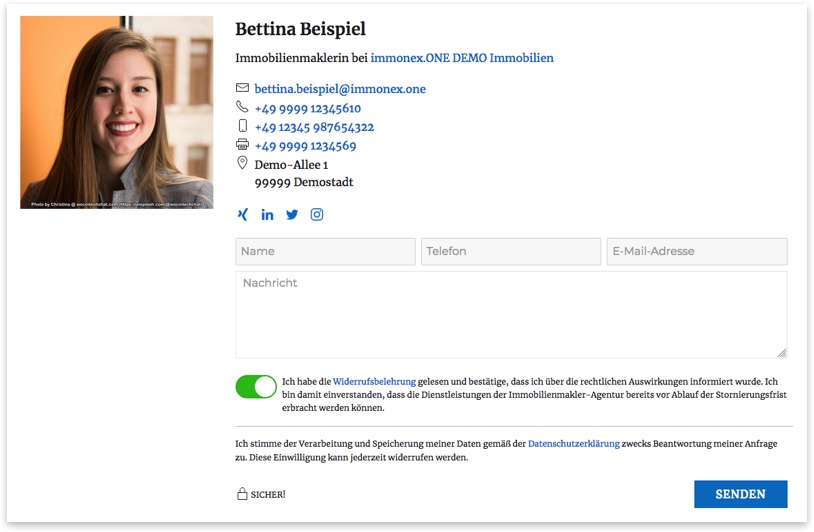 Bettina Beispiel
Immobilienmaklerin bei immonex.ONE DEMO Immobilien
bettina.beispiel@immonex.one
+49 9999 12345610
+49 12345 987654322
+49 9999 1234569
Demo-Allee 1
99999 Demostadt
Photo by Christina @ wocintechchat.com (https://unsplash.com/@wocintechchat)
Name
Telefon
E-Mail-Adresse
Nachricht
Ich habe die Widerrufsbelehrung gelesen und bestätige, dass ich über die rechtlichen Auswirkungen informiert wurde. Ich
bin damit einverstanden, dass die Dienstleistungen der Immobilienmakler-Agentur bereits vor Ablauf der Stornierungsfrist
erbracht werden können.
Ich stimme der Verarbeitung und Speicherung meiner Daten gemäß der Datenschutzerklärung zwecks Beantwortung meiner Anfrage
zu. Diese Einwilligung kann jederzeit widerrufen werden.
SICHER!
SENDEN